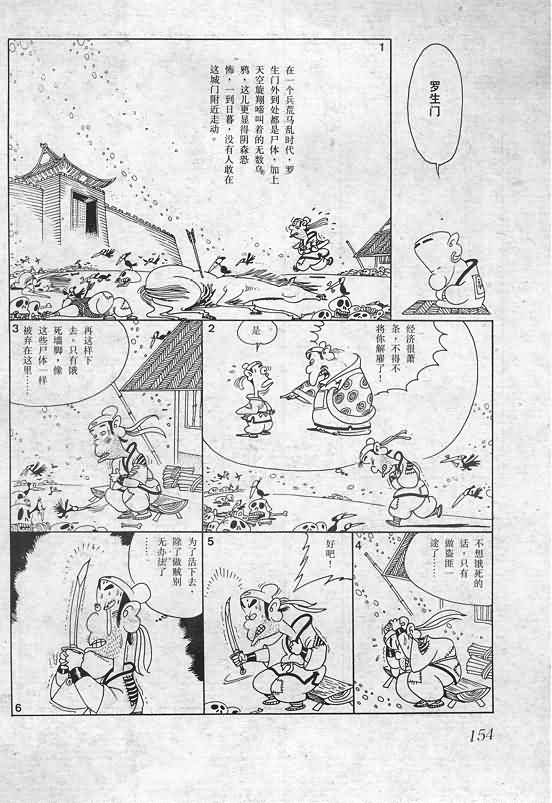 罗生门
1
在一个兵荒马乱时代，罗
生门外到处都是尸体，加上
天空旋翔啼叫着的无数乌
鸦，这儿更显得阴森恐
怖，一到日暮，没有人敢在
这城门附近走动。
2
经济很萧
条，不得不
将你解雇了！
是
3
再这样下
去，只有饿
死墙脚，像
这些尸体一样
被弃在这里……
4
不想饿死的
话，只有
做盗匪一
途了……
5
好吧！
6
为了活下去
除了做贼别
无办法了
……
154